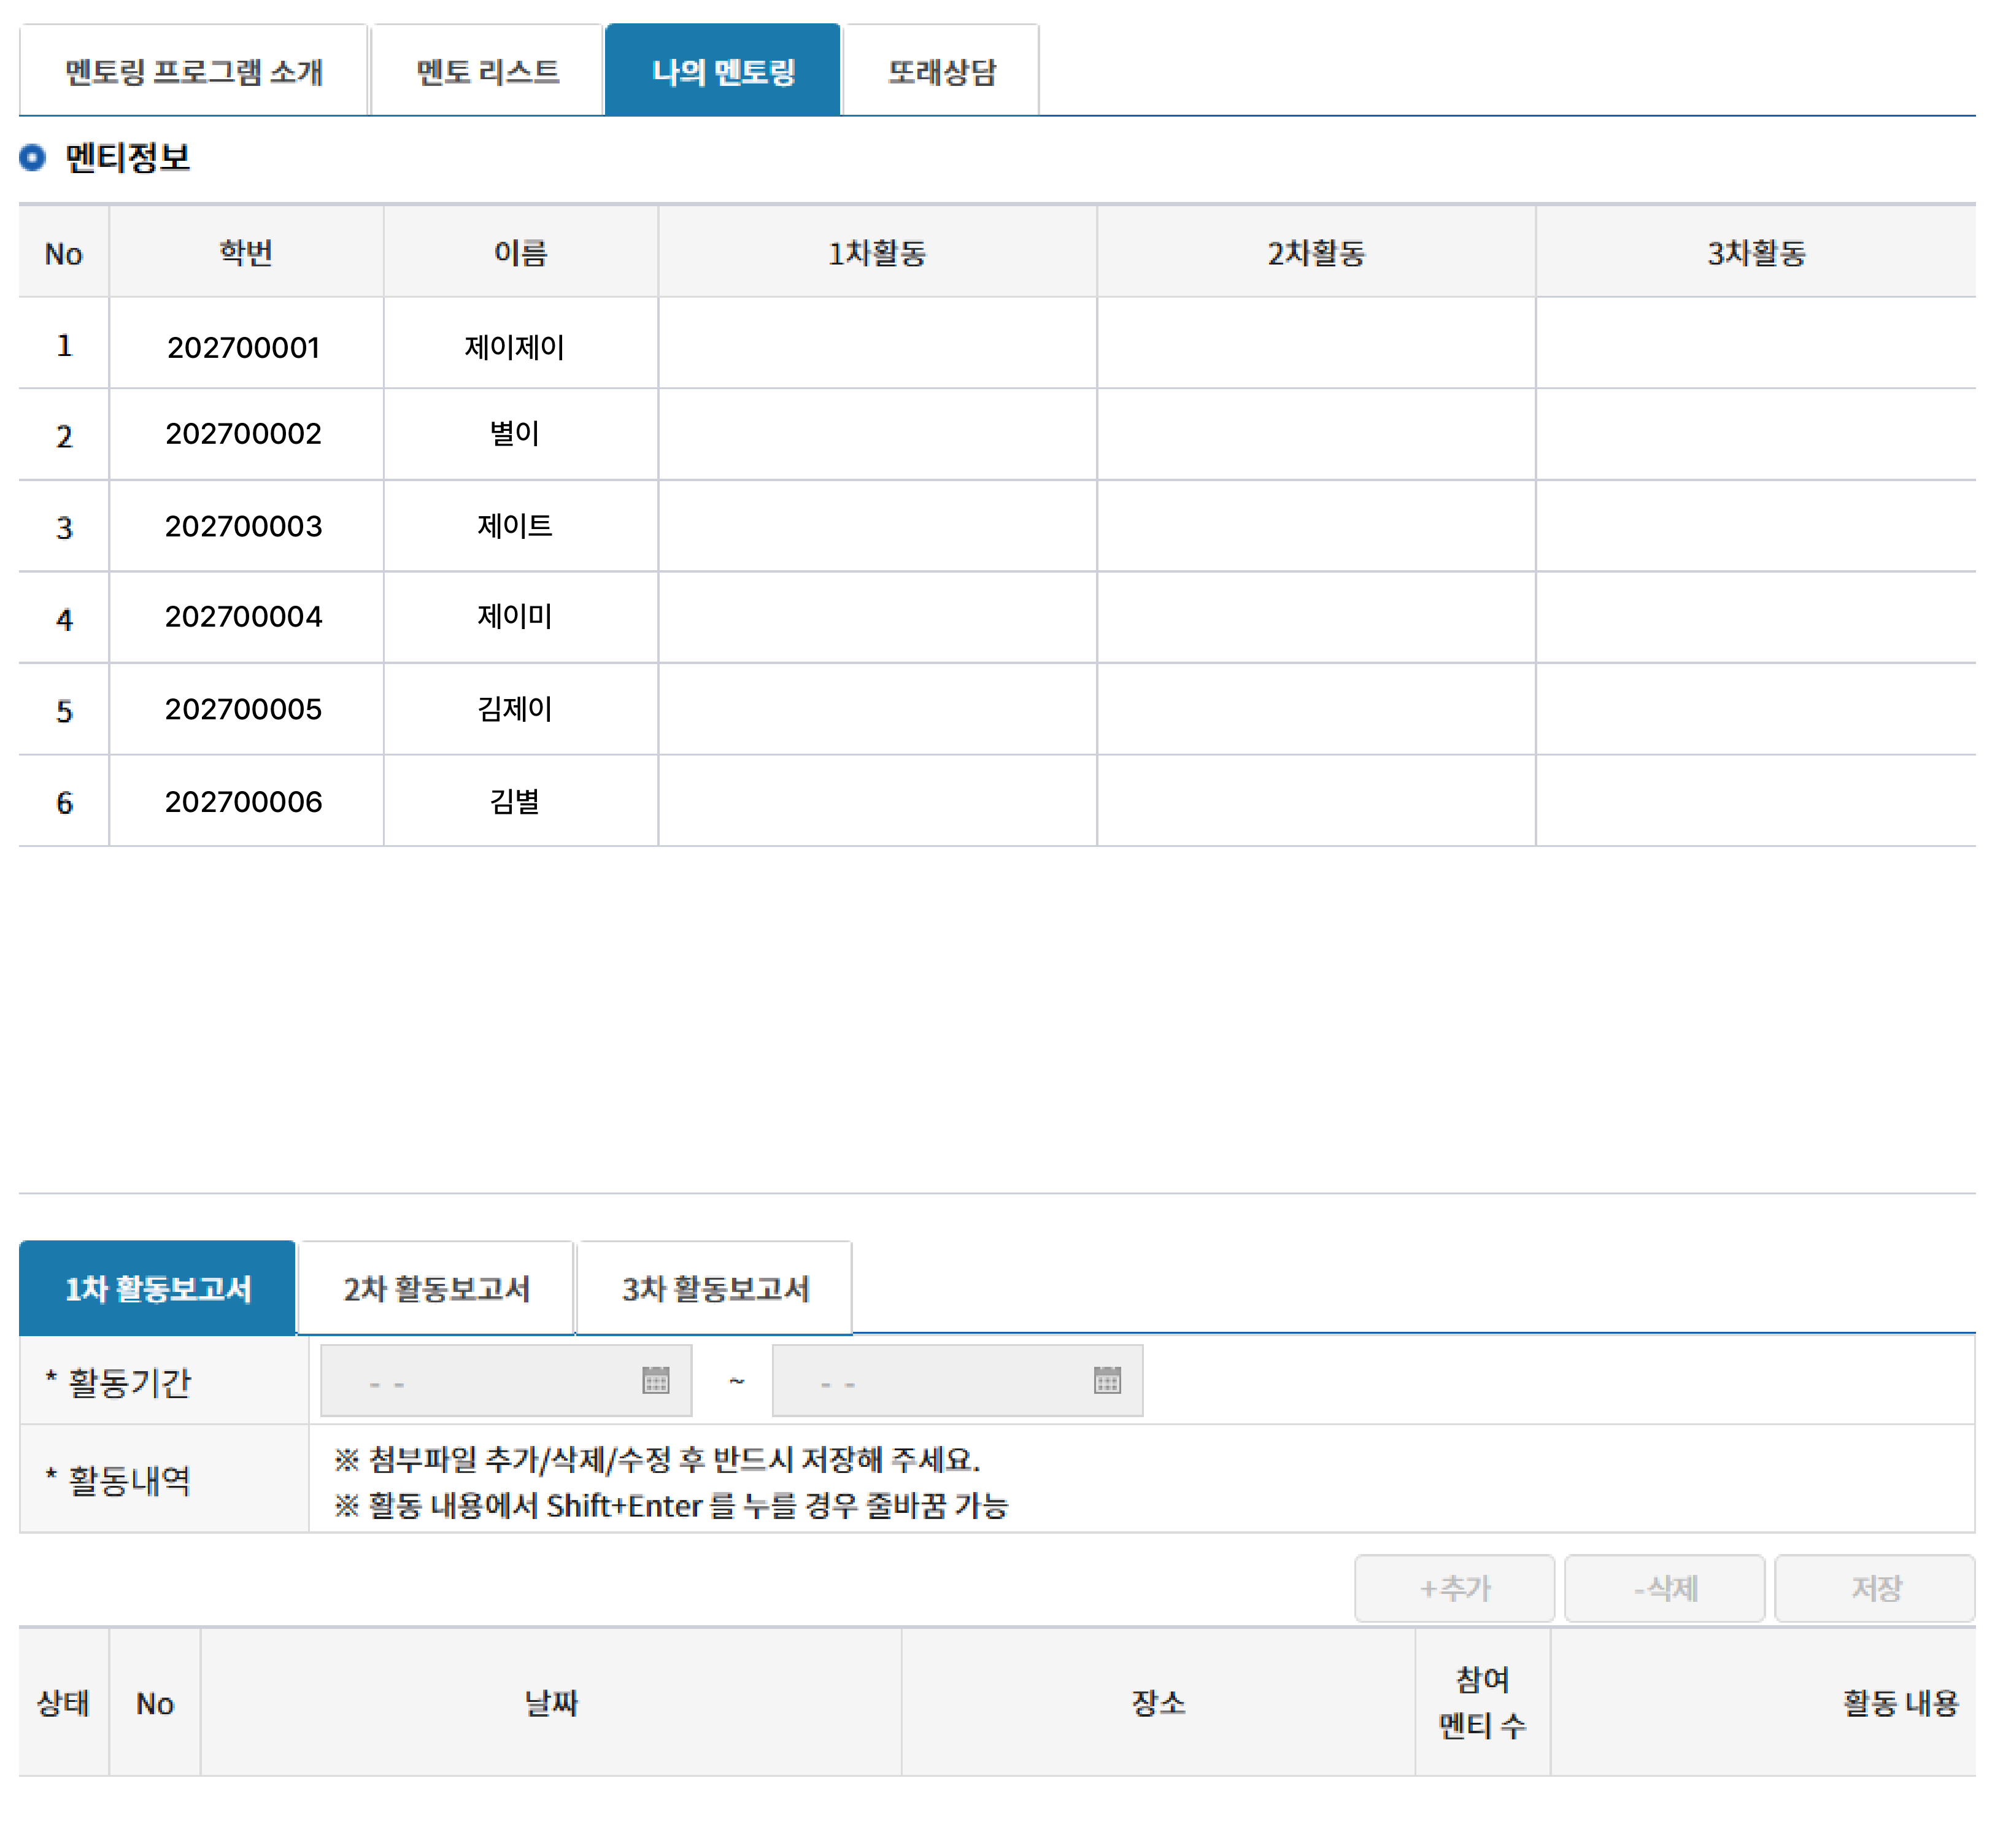 멘토링 프로그램 소개 멘토 리스트 나의 멘토링 또래상담
멘티정보
No 학번 이름 1차활동 2차활동 3차활동
1 202700001 제이제이
2 202700002 별이
3 202700003 제이트
4 202700004 제이미
5 202700005 김제이
6 202700006 김별
1차 활동보고서 2차 활동보고서 3차 활동보고서
* 활동기간 - - ~ - -
* 활동내역
※ 첨부파일 추가/삭제/수정 후 반드시 저장해 주세요.
※ 활동 내용에서 Shift+Enter 를 누를 경우 줄바꿈 가능
+추가 -삭제 저장
상태 No 날짜 장소 참여
멘티 수 활동 내용